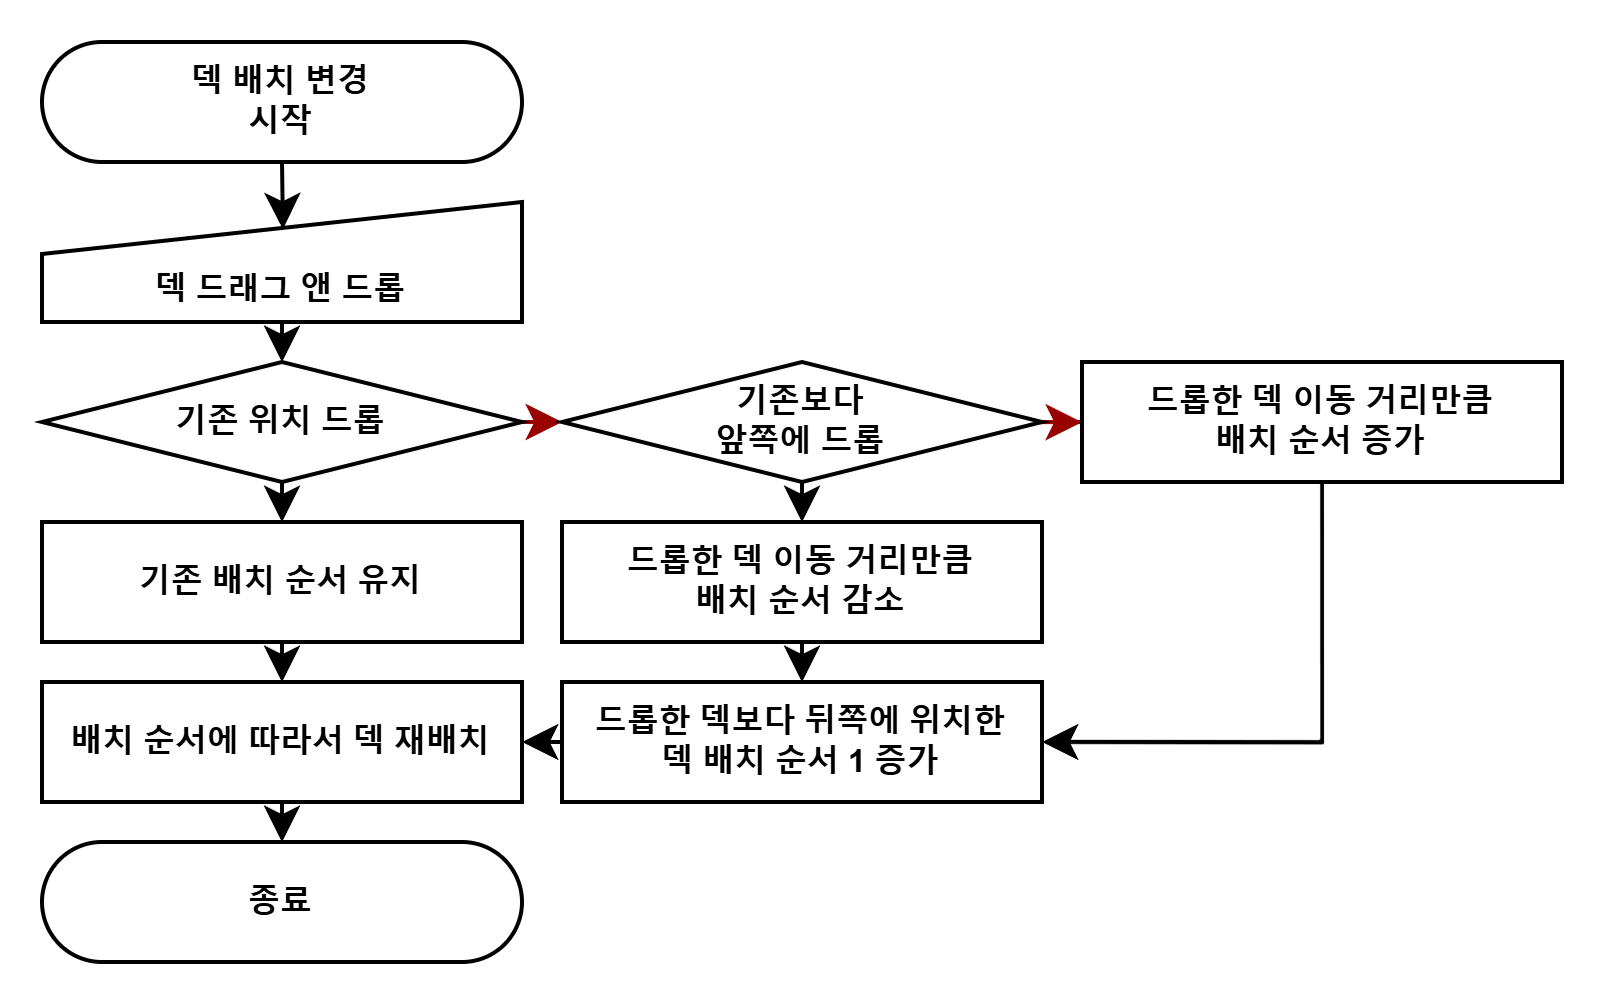 덱 배치 변경
시작
덱 드래그 앤 드롭
기존 위치 드롭
기존보다
앞쪽에 드롭
드롭한 덱 이동 거리만큼
배치 순서 증가
기존 배치 순서 유지
드롭한 덱 이동 거리만큼
배치 순서 감소
배치 순서에 따라서 덱 재배치
드롭한 덱보다 뒤쪽에 위치한
덱 배치 순서 1 증가
종료